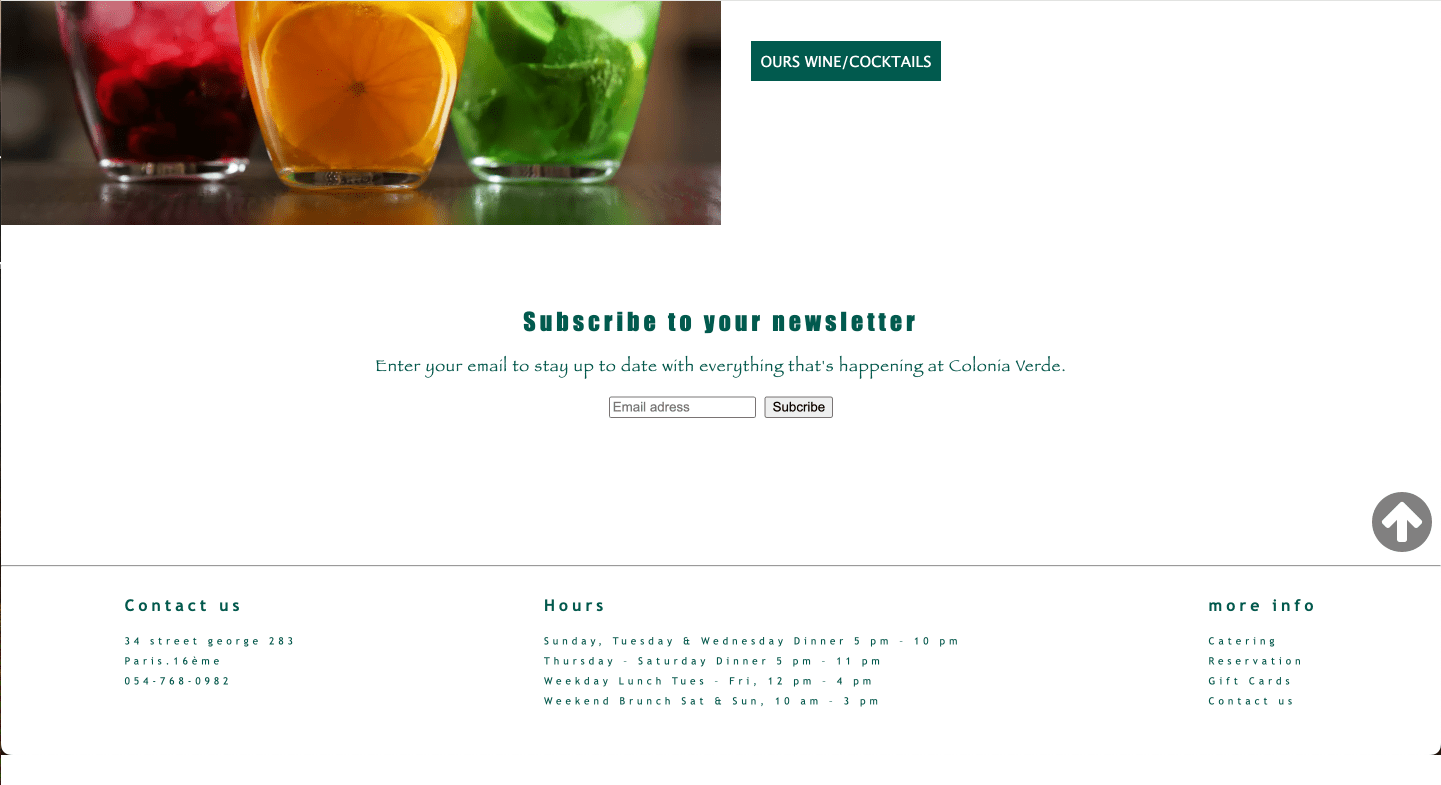 OURS WINE/COCKTAILS
Subscribe to your newsletter
Enter your email to stay up to date with everything that's happening at Colonia Verde.
Email adress
Subcribe
Contact us
34 street george 283
Paris.16ème
054-768-0982
Hours
Sunday, Tuesday & Wednesday Dinner 5 pm - 10 pm
Thursday - Saturday Dinner 5 pm - 11 pm
Weekday Lunch Tues - Fri, 12 pm - 4 pm
Weekend Brunch Sat & Sun, 10 am - 3 pm
more info
Catering
Reservation
Gift Cards
Contact us